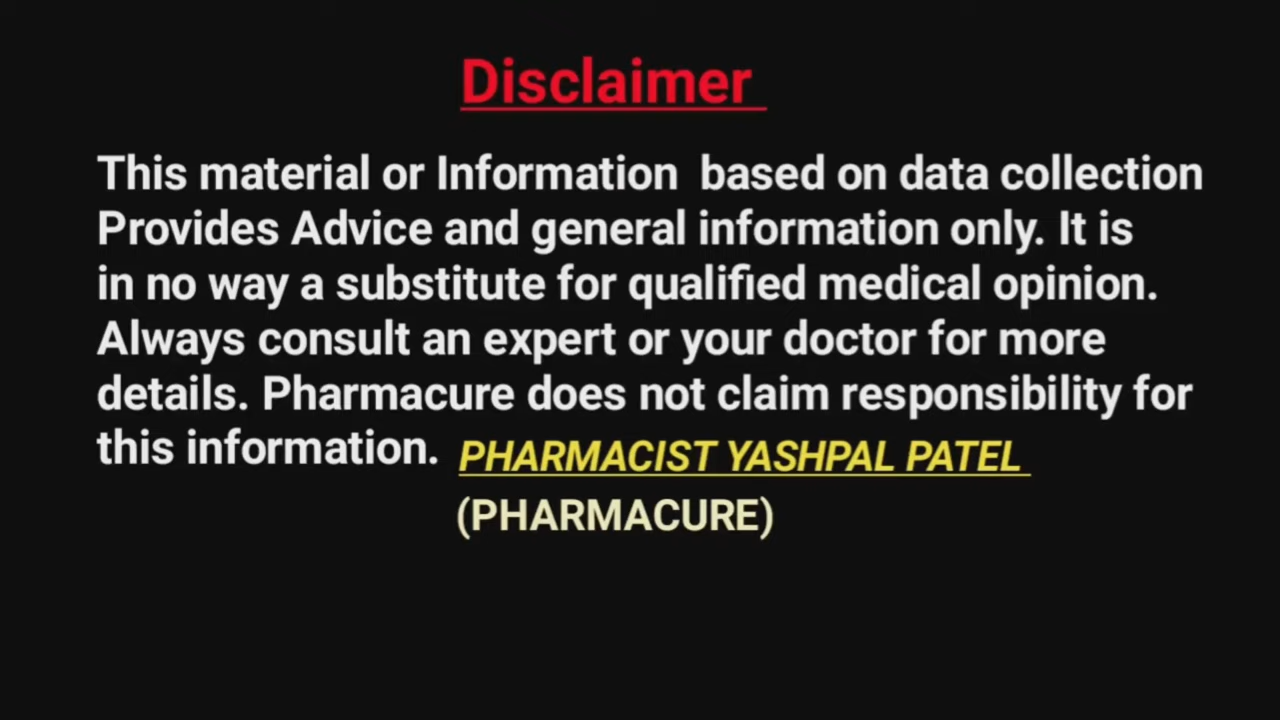 Disclaimer
This material or Information based on data collection
Provides Advice and general information only. It is
in no way a substitute for qualified medical opinion.
Always consult an expert or your doctor for more
details. Pharmacure does not claim responsibility for
this information. PHARMACIST YASHPAL PATEL
(PHARMACURE)